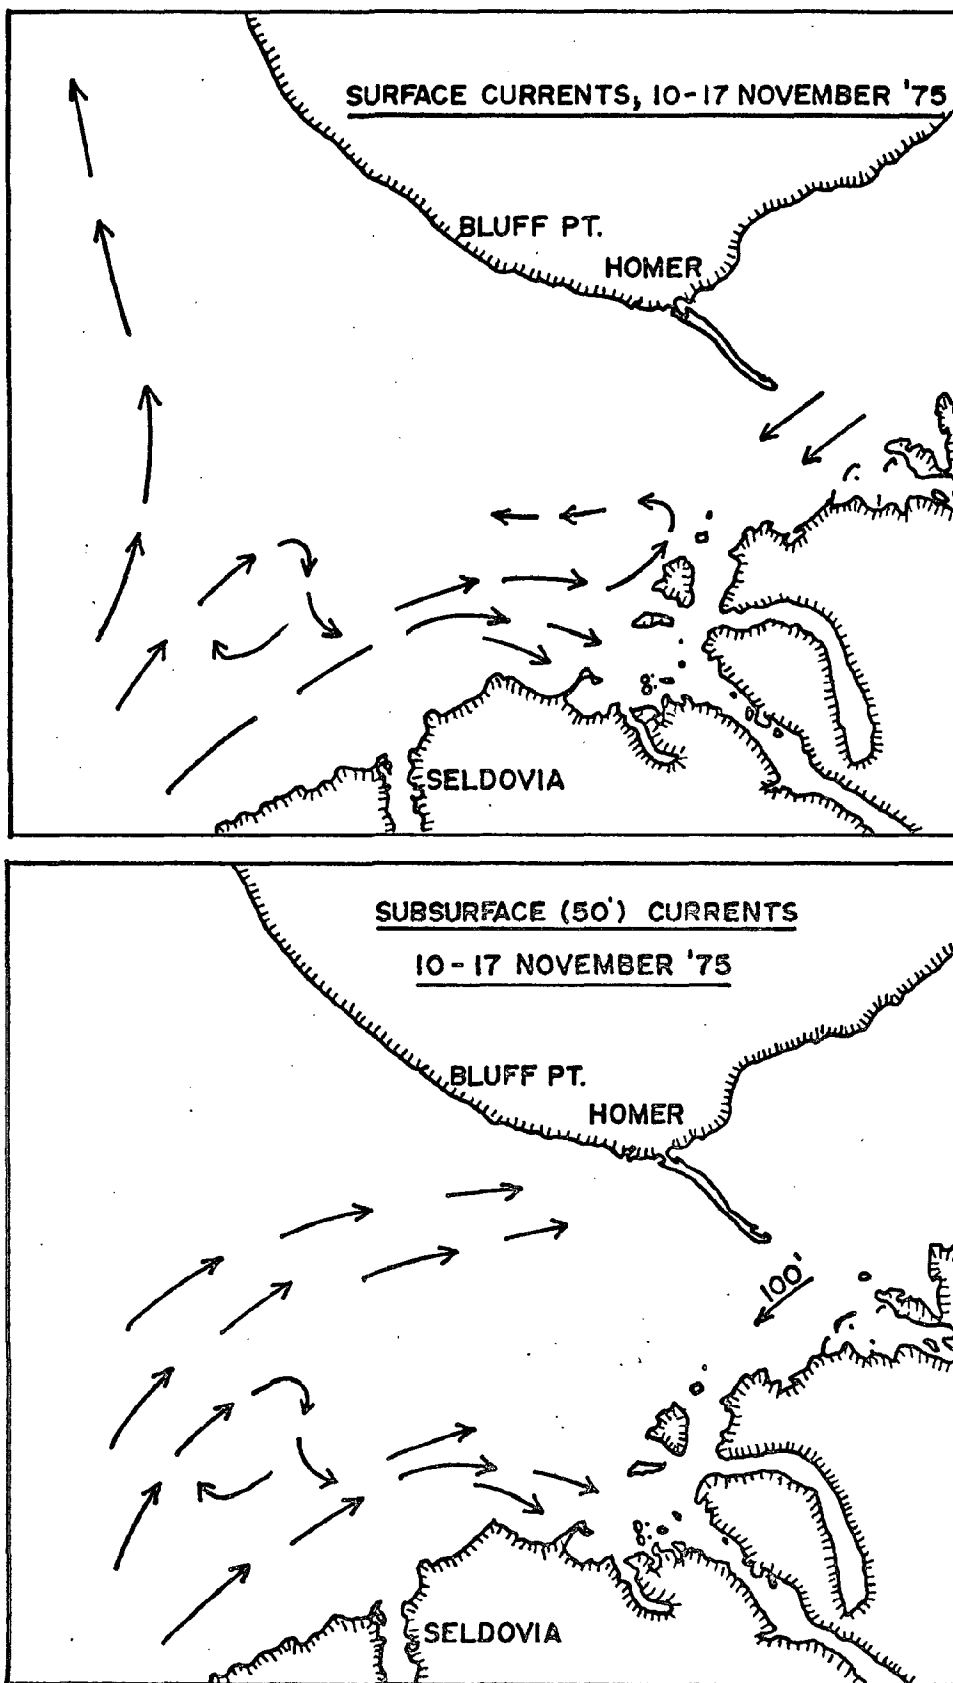 SURFACE CURRENTS, 10-17 NOVEMBER '75
BLUFF PT.
HOMER
SELDOVIA
SUBSURFACE (50') CURRENTS
10-17 NOVEMBER '75
BLUFF PT.
HOMER
100'
SELDOVIA